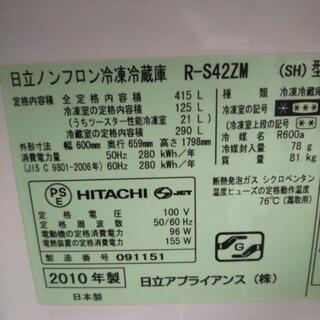 日立ノンフロン冷凍冷蔵庫 R-S42ZM (SH)型
定格内容積 全定格内容積 415 L
冷凍室の定格内容積 125 L
(うちツースター性能冷凍室 21 L)
冷蔵室の定格内容積 290 L
外形寸法 幅 600mm 奥行 659mm 高さ 1798mm
消費電力量 50Hz 280 kWh/年
(JIS C 9801-2006年) 60Hz 280 kWh/年
定格内容積
冷凍室の記号 * ***
冷蔵室の記号
冷媒 R600a
冷媒封入量 78 g
質量 81 kg
PS
E
HITACHI JET
定格電圧 100 V
定格周波数 50/60 Hz
電動機の定格消費電力 96 W
電熱装置の定格消費電力 155 W
製造番号 091151
断熱発泡ガス シクロペンタン
温度ヒューズの定格動作温度
76℃(霜取用)
G
2010年製
日本製
日立アプライアンス(株)